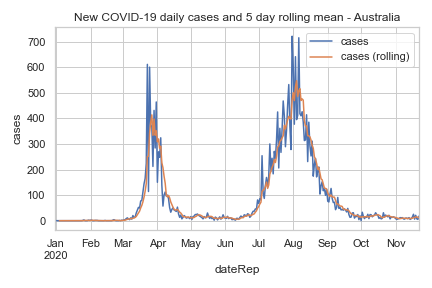 New COVID-19 daily cases and 5 day rolling mean - Australia
cases
cases (rolling)
700
600
500
400
300
200
100
0
cases
Jan Feb Mar Apr May Jun Jul Aug Sep Oct Nov
2020
dateRep